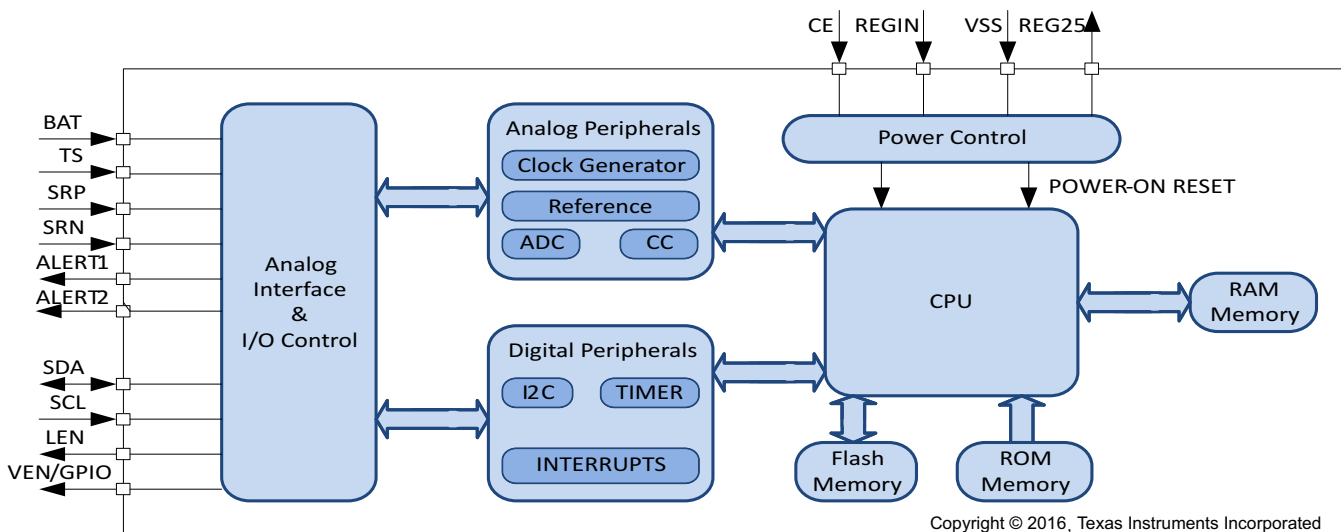 CE REGIN VSS REG25
BAT
TS
SRP
SRN
ALERT1
ALERT2
SDA
SCL
LEN
VEN/GPIO
Analog
Interface
&
I/O Control
Analog Peripherals
Clock Generator
Reference
ADC CC
Digital Peripherals
I2C TIMER
INTERRUPTS
Power Control
POWER-ON RESET
CPU
RAM
Memory
Flash
Memory
ROM
Memory
Copyright © 2016, Texas Instruments Incorporated